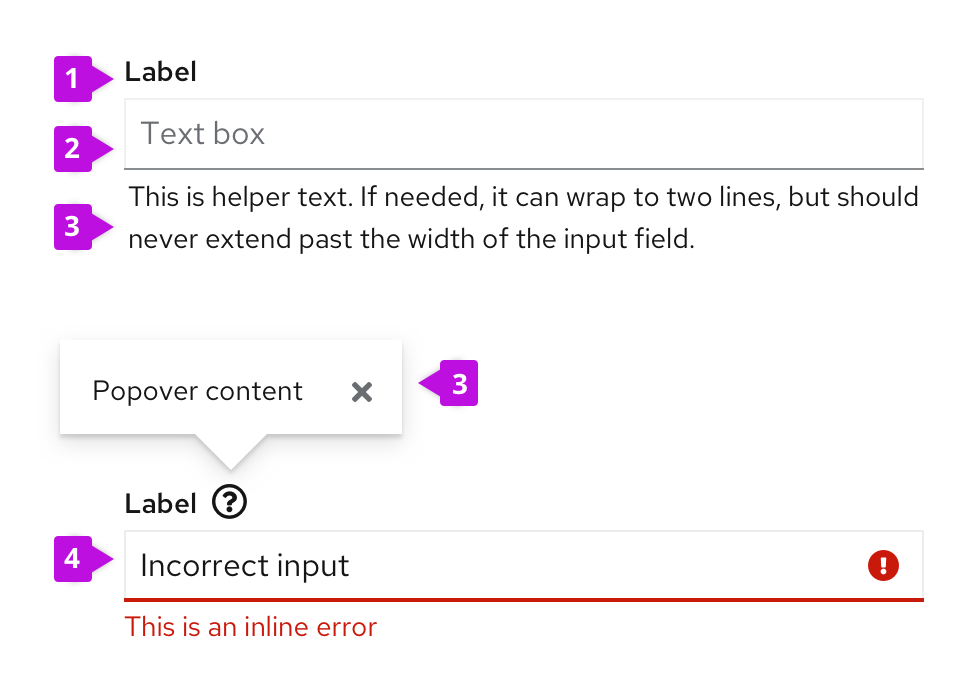 1 Label
2 Text box
This is helper text. If needed, it can wrap to two lines, but should
3 never extend past the width of the input field.
Popover content 3
Label ?
4 Incorrect input !
This is an inline error